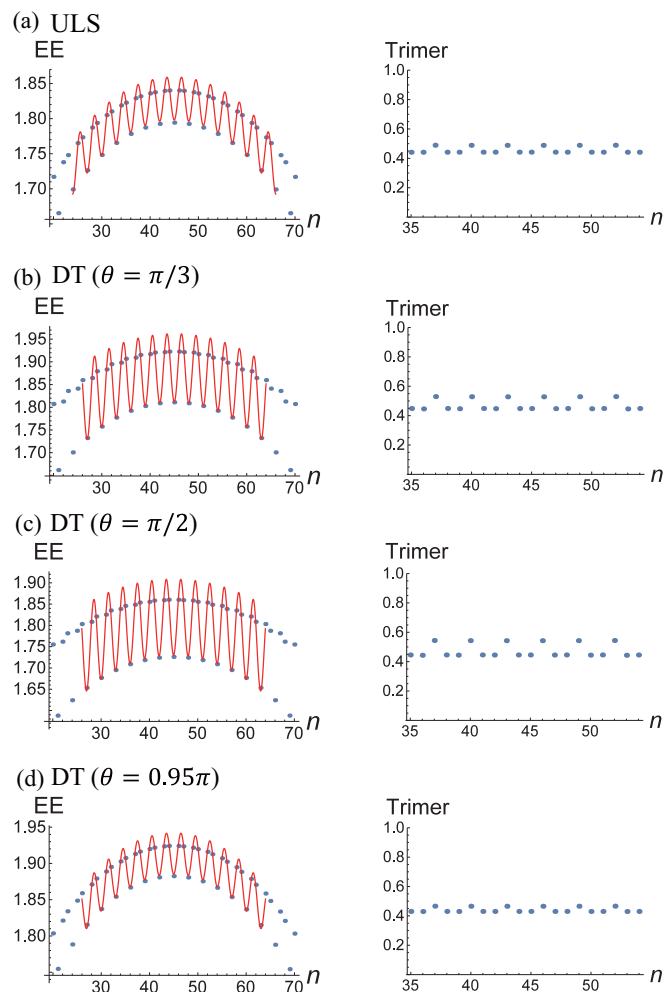 (a) ULS
EE
1.85
1.80
1.75
1.70
30 40 50 60 70 n
Trimer
1.0
0.8
0.6
0.4
0.2
35 40 45 50 n
(b) DT (θ = π/3)
EE
1.95
1.90
1.85
1.80
1.75
1.70
30 40 50 60 70 n
Trimer
1.0
0.8
0.6
0.4
0.2
35 40 45 50 n
(c) DT (θ = π/2)
EE
1.90
1.85
1.80
1.75
1.70
1.65
30 40 50 60 70 n
Trimer
1.0
0.8
0.6
0.4
0.2
35 40 45 50 n
(d) DT (θ = 0.95π)
EE
1.95
1.90
1.85
1.80
30 40 50 60 70 n
Trimer
1.0
0.8
0.6
0.4
0.2
35 40 45 50 n